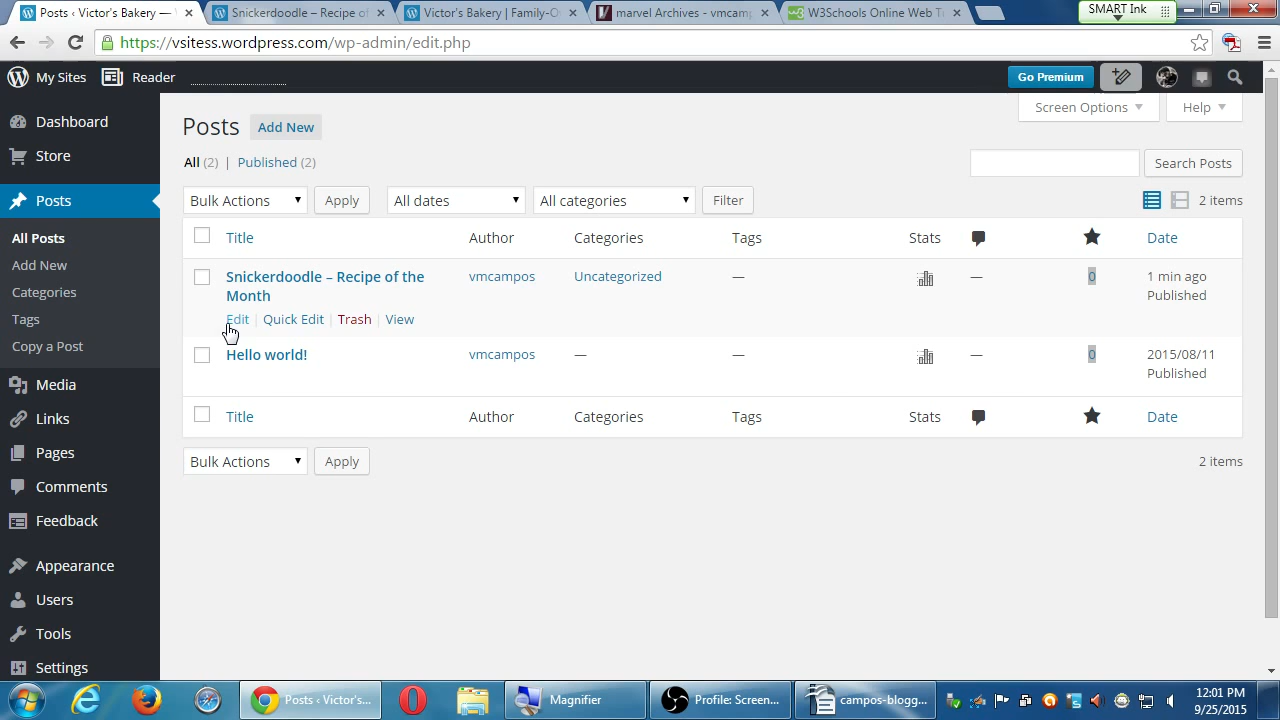 Posts ‹ Victor's Bakery —
Snickerdoodle – Recipe of
Victor's Bakery | Family-O
marvel Archives - vmcam
W3Schools Online Web T
SMART Ink
https://vsitess.wordpress.com/wp-admin/edit.php
My Sites
Reader
Go Premium
Dashboard
Store
Posts
All Posts
Add New
Categories
Tags
Copy a Post
Media
Links
Pages
Comments
Feedback
Appearance
Users
Tools
Settings
Screen Options
Help
Posts
Add New
All (2) | Published (2)
Search Posts
Bulk Actions
Apply
All dates
All categories
Filter
2 items
Title Author Categories Tags Stats Date
Snickerdoodle – Recipe of the vmcampos Uncategorized — — 0 1 min ago
Month Published
Edit | Quick Edit | Trash | View
Hello world! vmcampos — — — 0 2015/08/11
Published
Title Author Categories Tags Stats Date
Bulk Actions
Apply
2 items
Posts ‹ Victor's...
Magnifier
Profile: Screen...
campos-blogg...
12:01 PM
9/25/2015